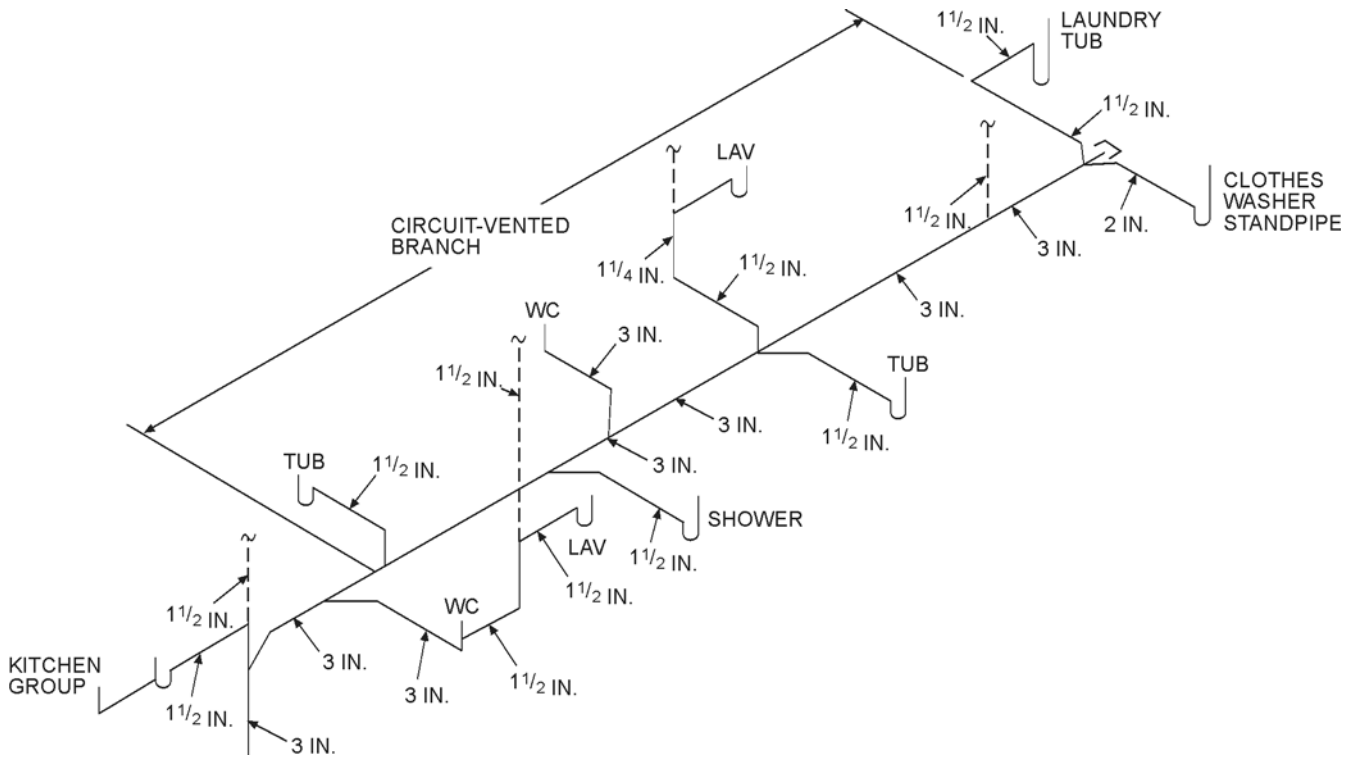 1 1/2 IN.
LAUNDRY
TUB
1 1/2 IN.
LAV
CLOTHES
WASHER
STANDPIPE
1 1/2 IN.
2 IN.
3 IN.
CIRCUIT-VENTED
BRANCH
1 1/4 IN.
1 1/2 IN.
3 IN.
WC
3 IN.
1 1/2 IN.
TUB
3 IN.
1 1/2 IN.
3 IN.
TUB
1 1/2 IN.
SHOWER
1 1/2 IN.
LAV
1 1/2 IN.
1 1/2 IN.
WC
3 IN.
3 IN.
1 1/2 IN.
KITCHEN
GROUP
1 1/2 IN.
3 IN.